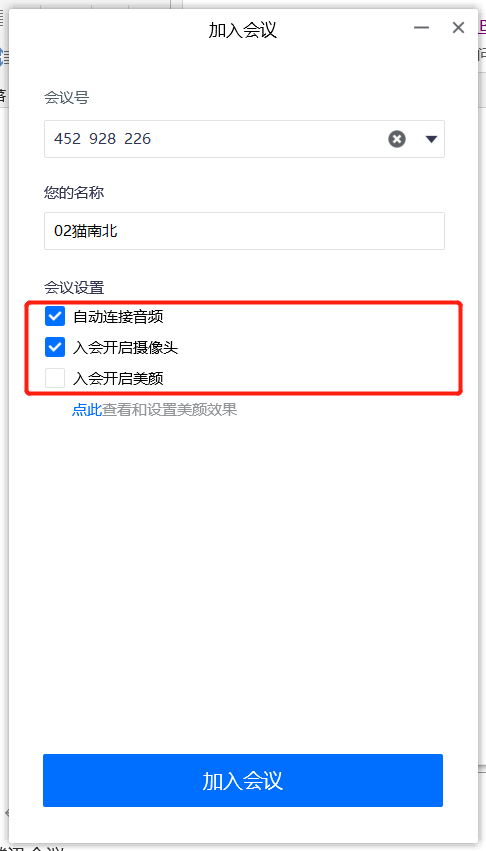 加入会议
会议号
452 928 226
您的名称
02猫南北
会议设置
自动连接音频
入会开启摄像头
入会开启美颜
点此查看和设置美颜效果
加入会议